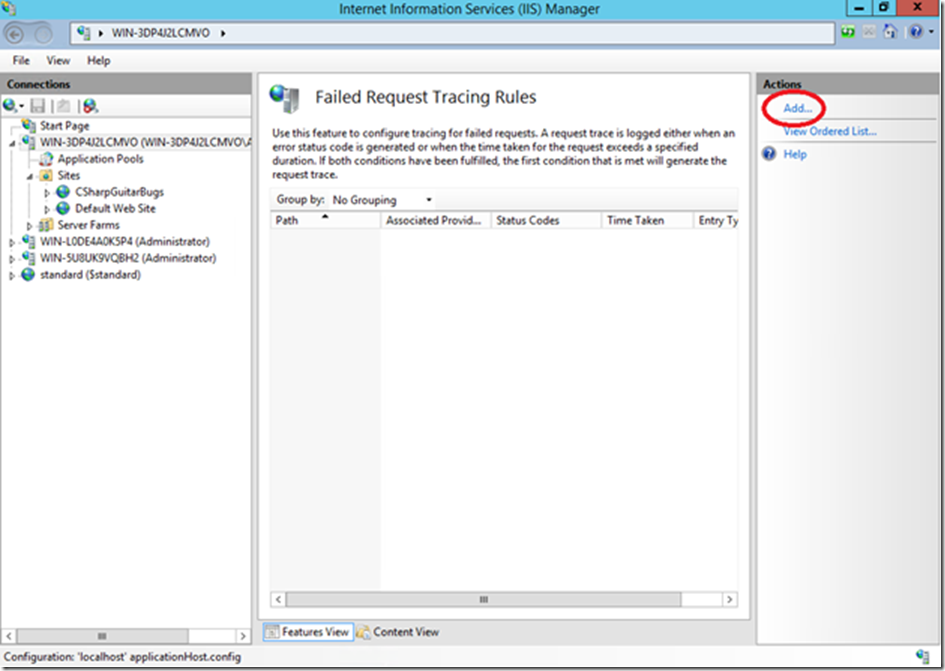 Internet Information Services (IIS) Manager
WIN-3DP4J2LCMVO
File View Help
Connections
Start Page
WIN-3DP4J2LCMVO (WIN-3DP4J2LCMVO\A
Application Pools
Sites
CSharpGuitarBugs
Default Web Site
Server Farms
WIN-L0DE4A0K5P4 (Administrator)
WIN-5U8UK9VQBH2 (Administrator)
standard ($standard)
Failed Request Tracing Rules
Use this feature to configure tracing for failed requests. A request trace is logged either when an
error status code is generated or when the time taken for the request exceeds a specified
duration. If both conditions have been fulfilled, the first condition that is met will generate the
request trace.
Group by: No Grouping
Path Associated Provid... Status Codes Time Taken Entry Ty
Features View Content View
Actions
Add...
View Ordered List...
Help
Configuration: 'localhost' applicationHost.config